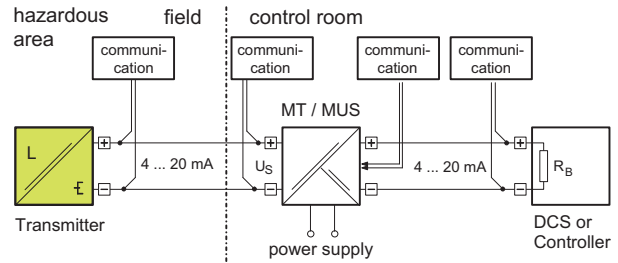 hazardous area
field
control room
communi-
cation
communi-
cation
communi-
cation
communi-
cation
MT / MUS
L
+
+
+
+
4 ... 20 mA
US
4 ... 20 mA
RB
E
−
−
−
−
Transmitter
power supply
DCS or
Controller